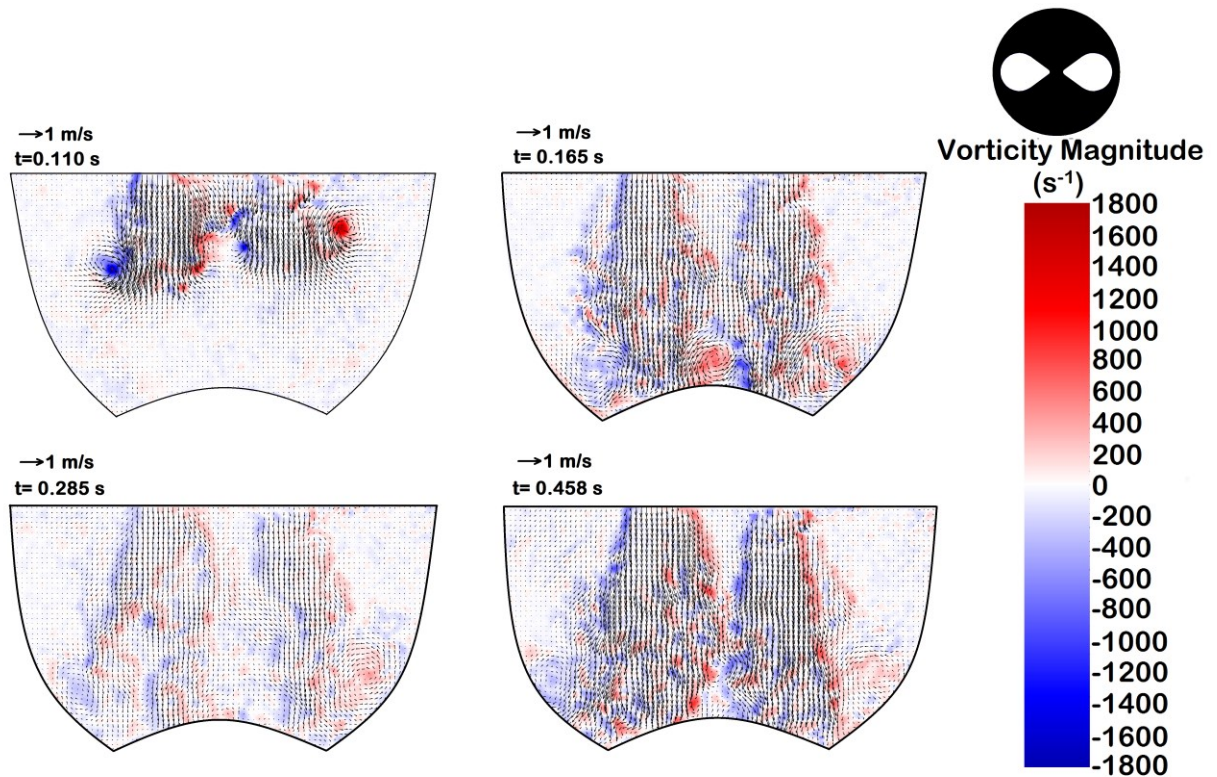 →1 m/s
t=0.110 s
→1 m/s
t= 0.165 s
→1 m/s
t= 0.285 s
→1 m/s
t= 0.458 s
Vorticity Magnitude
(s⁻¹)
1800
1600
1400
1200
1000
800
600
400
200
0
-200
-400
-600
-800
-1000
-1200
-1400
-1600
-1800